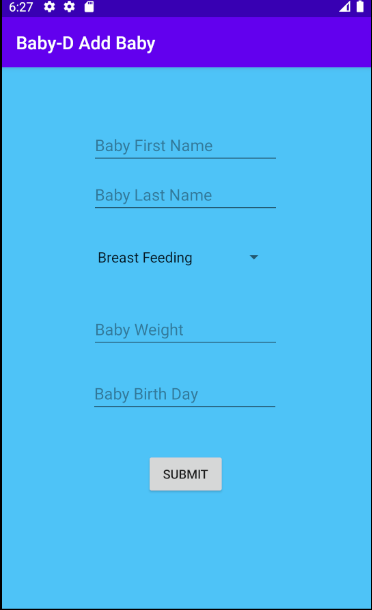 6:27
Baby-D Add Baby
Baby First Name
Baby Last Name
Breast Feeding
Baby Weight
Baby Birth Day
SUBMIT